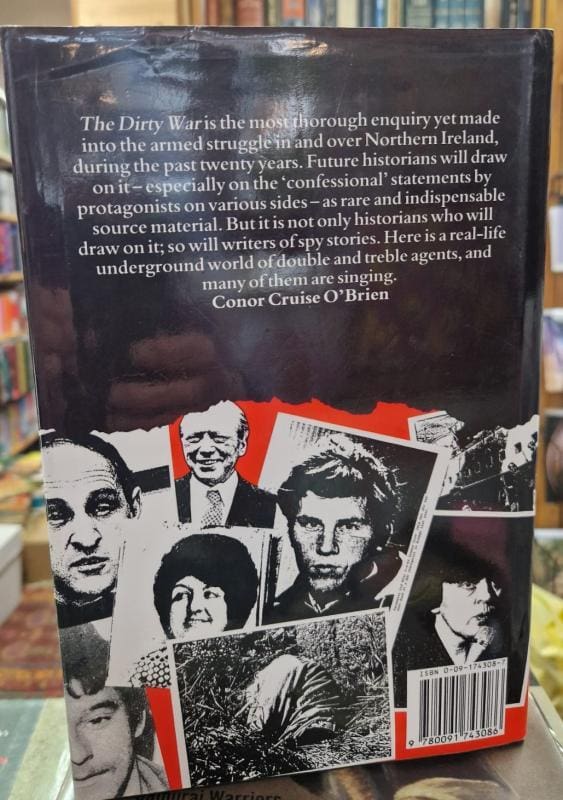 The Dirty War is the most thorough enquiry yet made
into the armed struggle in and over Northern Ireland,
during the past twenty years. Future historians will draw
on it – especially on the ‘confessional’ statements by
protagonists on various sides – as rare and indispensable
source material. But it is not only historians who will
draw on it; so will writers of spy stories. Here is a real-life
underground world of double and treble agents, and
many of them are singing.
Conor Cruise O’Brien
ISBN 0-09-174308-7
9 780091 743086
Samurai Warriors